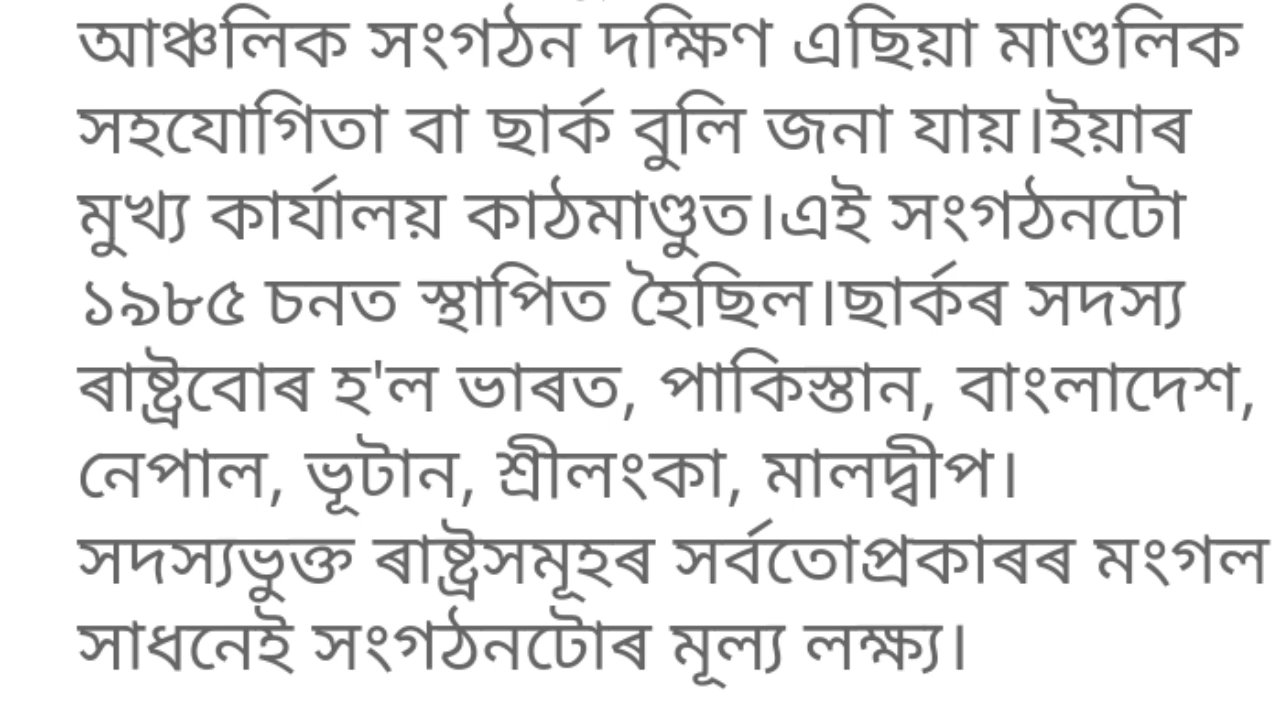 আঞ্চলিক সংগঠন দক্ষিণ এছিয়া মাণ্ডলিক
সহযোগিতা বা ছাৰ্ক বুলি জনা যায়।ইয়াৰ
মুখ্য কাৰ্যালয় কাঠমাণ্ডুত।এই সংগঠনটো
১৯৮৫ চনত স্থাপিত হৈছিল।ছাৰ্কৰ সদস্য
ৰাষ্ট্ৰবোৰ হ'ল ভাৰত, পাকিস্তান, বাংলাদেশ,
নেপাল, ভূটান, শ্ৰীলংকা, মালদ্বীপ।
সদস্যভুক্ত ৰাষ্ট্ৰসমূহৰ সৰ্বতোপ্ৰকাৰৰ মংগল
সাধনেই সংগঠনটোৰ মূল্য লক্ষ্য।